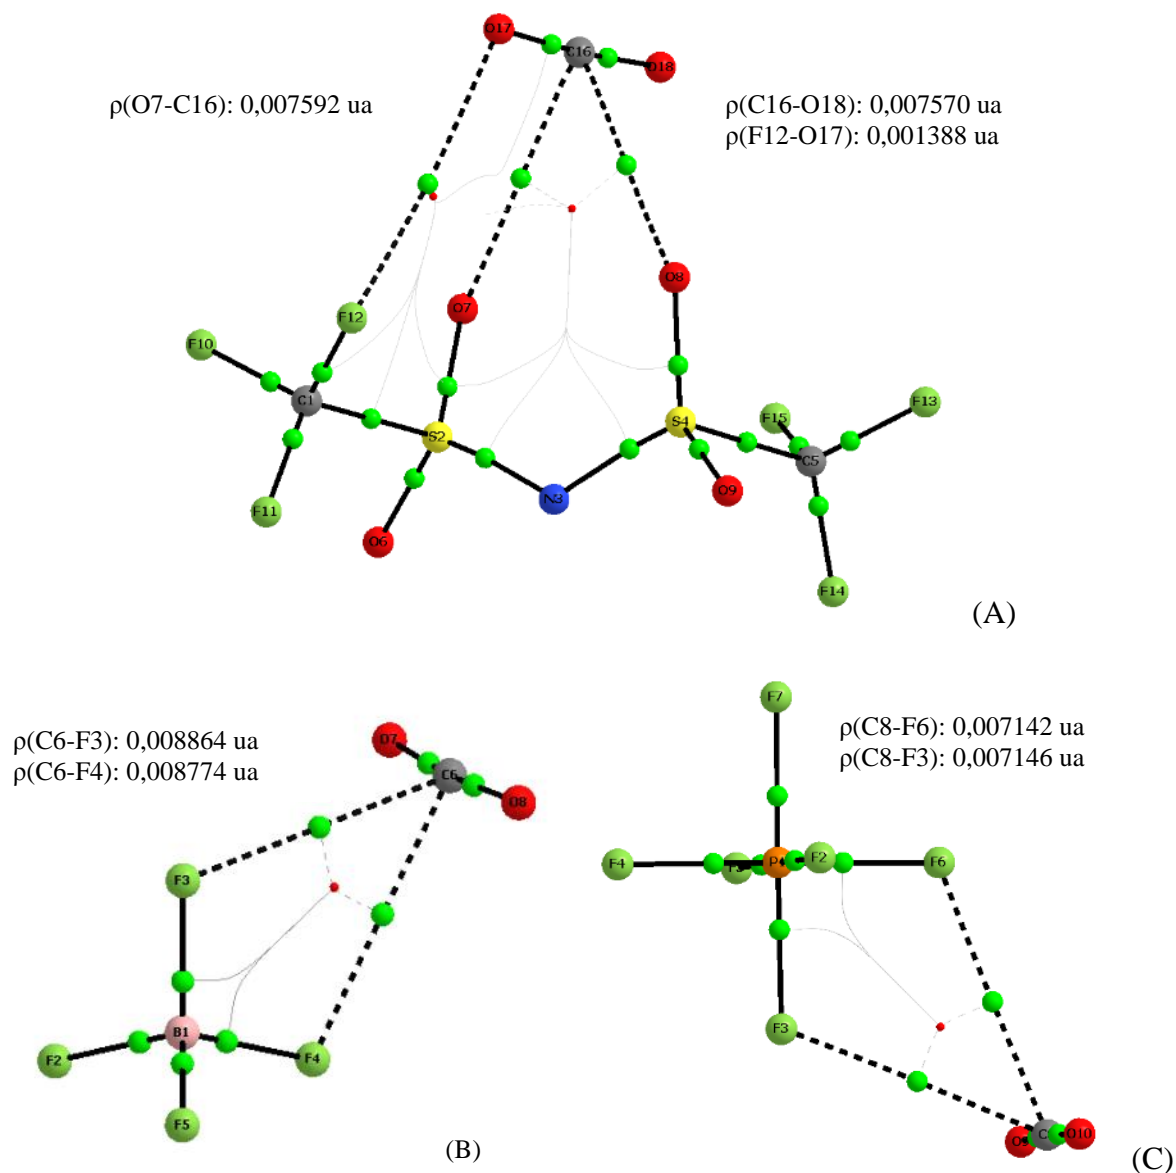 O17
C16
O18
ρ(O7-C16): 0,007592 ua
ρ(C16-O18): 0,007570 ua
ρ(F12-O17): 0,001388 ua
O8
O7
F12
F10
C1
F15
F13
S2
S4
C5
O9
N3
F11
O6
F14
(A)
ρ(C6-F3): 0,008864 ua
ρ(C6-F4): 0,008774 ua
O7
C6
O8
F3
B1
F2
F4
F5
(B)
F7
ρ(C8-F6): 0,007142 ua
ρ(C8-F3): 0,007146 ua
F4
F2
F6
F3
O10
(C)